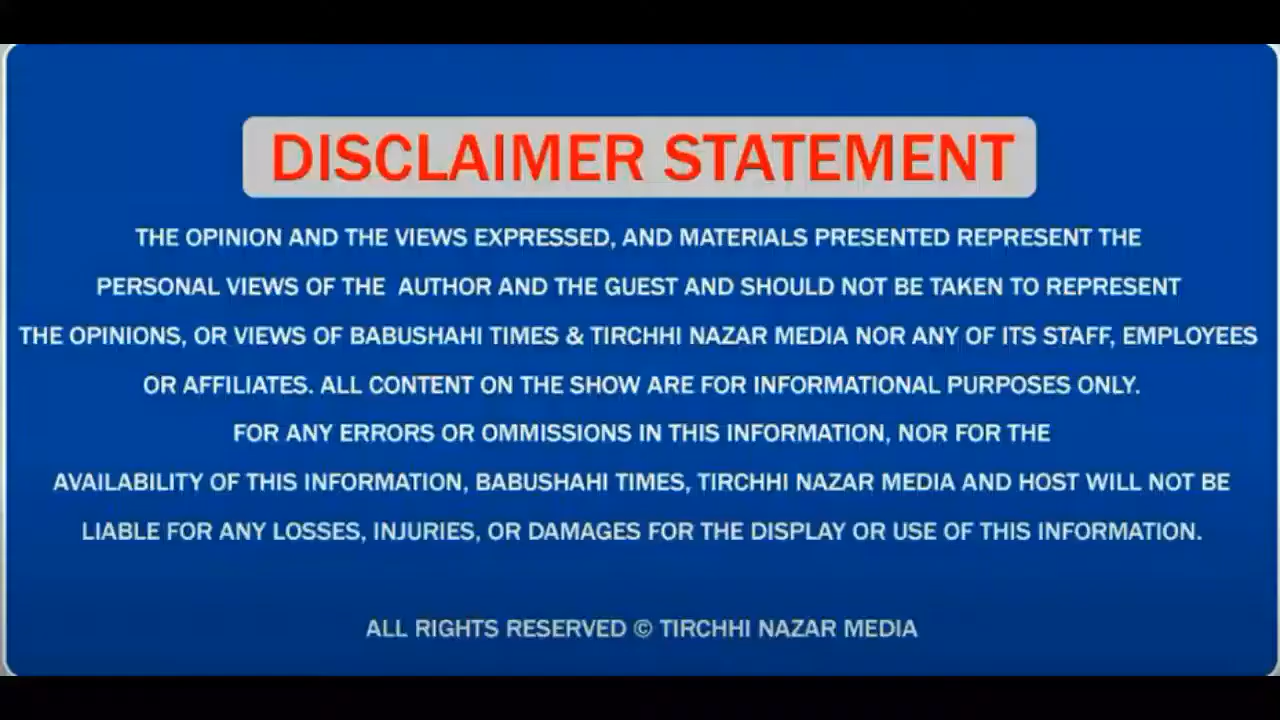 DISCLAIMER STATEMENT
THE OPINION AND THE VIEWS EXPRESSED, AND MATERIALS PRESENTED REPRESENT THE
PERSONAL VIEWS OF THE AUTHOR AND THE GUEST AND SHOULD NOT BE TAKEN TO REPRESENT
THE OPINIONS, OR VIEWS OF BABUSHAHI TIMES & TIRCHHI NAZAR MEDIA NOR ANY OF ITS STAFF, EMPLOYEES
OR AFFILIATES. ALL CONTENT ON THE SHOW ARE FOR INFORMATIONAL PURPOSES ONLY.
FOR ANY ERRORS OR OMMISSIONS IN THIS INFORMATION, NOR FOR THE
AVAILABILITY OF THIS INFORMATION, BABUSHAHI TIMES, TIRCHHI NAZAR MEDIA AND HOST WILL NOT BE
LIABLE FOR ANY LOSSES, INJURIES, OR DAMAGES FOR THE DISPLAY OR USE OF THIS INFORMATION.
ALL RIGHTS RESERVED © TIRCHHI NAZAR MEDIA